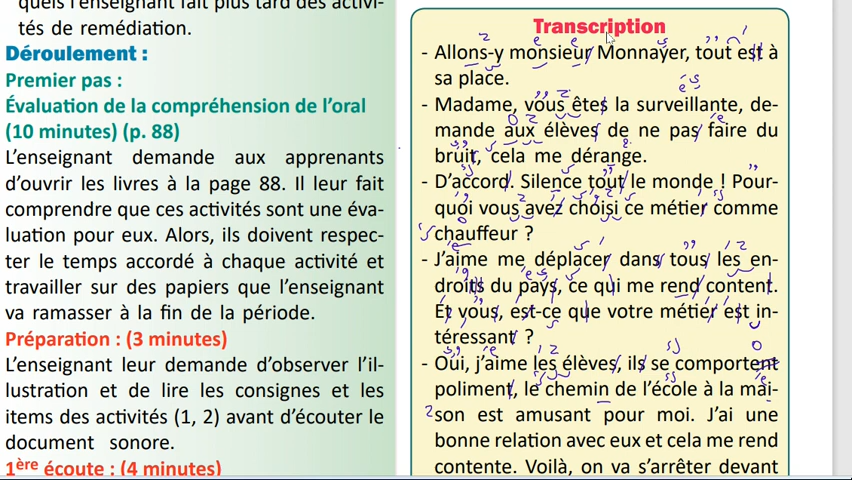 quels l'enseignant fait plus tard des activi-
tés de remédiation.
Déroulement :
Premier pas :
Évaluation de la compréhension de l'oral
(10 minutes) (p. 88)
L'enseignant demande aux apprenants
d'ouvrir les livres à la page 88. Il leur fait
comprendre que ces activités sont une éva-
luation pour eux. Alors, ils doivent respec-
ter le temps accordé à chaque activité et
travailler sur des papiers que l'enseignant
va ramasser à la fin de la période.
Préparation : (3 minutes)
L'enseignant leur demande d'observer l'il-
lustration et de lire les consignes et les
items des activités (1, 2) avant d'écouter le
document sonore.
1ère écoute : (4 minutes)
Transcription
- Allons-y monsieur Monnayer, tout est à
sa place.
- Madame, vous êtes la surveillante, de-
mande aux élèves de ne pas faire du
bruit, cela me dérange.
- D'accord. Silence tout le monde ! Pour-
quoi vous avez choisi ce métier comme
chauffeur ?
- J'aime me déplacer dans tous les en-
droits du pays, ce qui me rend content.
Et vous, est-ce que votre métier est in-
téressant ?
- Oui, j'aime les élèves, ils se comportent
poliment, le chemin de l'école à la mai-
son est amusant pour moi. J'ai une
bonne relation avec eux et cela me rend
contente. Voilà, on va s'arrêter devant